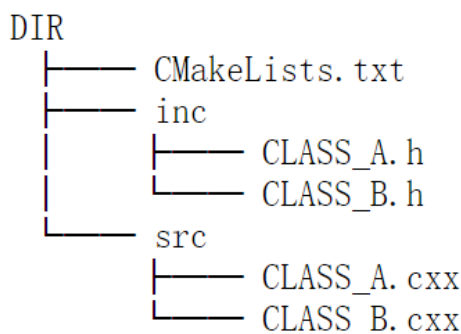 DIR
CMakeLists.txt
inc
CLASS_A.h
CLASS_B.h
src
CLASS_A.cxx
CLASS_B.cxx